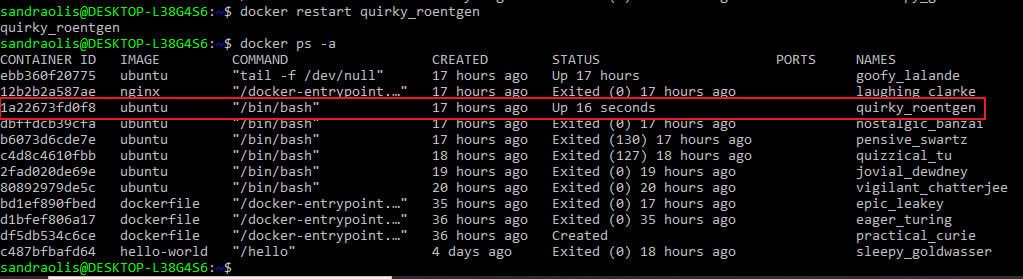 sandraolis@DESKTOP-L38G4S6:~$ docker restart quirky_roentgen
quirky_roentgen
sandraolis@DESKTOP-L38G4S6:~$ docker ps -a
CONTAINER ID IMAGE COMMAND CREATED STATUS PORTS NAMES
ebb360f20775 ubuntu "tail -f /dev/null" 17 hours ago Up 17 hours goofy_lalande
12b2b2a587ae nginx "/docker-entrypoint.…" 17 hours ago Exited (0) 17 hours ago laughing_clarke
1a22673fd0f8 ubuntu "/bin/bash" 17 hours ago Up 16 seconds quirky_roentgen
dbffdcb39cfa ubuntu "/bin/bash" 17 hours ago Exited (0) 17 hours ago nostalgic_banzai
b6073d6cde7e ubuntu "/bin/bash" 17 hours ago Exited (130) 17 hours ago pensive_swartz
c4d8c4610fbb ubuntu "/bin/bash" 18 hours ago Exited (127) 18 hours ago quizzical_tu
2fad020de69e ubuntu "/bin/bash" 19 hours ago Exited (0) 19 hours ago jovial_dewdney
80892979de5c ubuntu "/bin/bash" 20 hours ago Exited (0) 20 hours ago vigilant_chatterjee
bd1ef890fbed dockerfile "/docker-entrypoint.…" 35 hours ago Exited (0) 17 hours ago epic_leakey
d1bfef806a17 dockerfile "/docker-entrypoint.…" 36 hours ago Exited (0) 35 hours ago eager_turing
df5db534c6ce dockerfile "/docker-entrypoint.…" 36 hours ago Created practical_curie
c487bfbafd64 hello-world "/hello" 4 days ago Exited (0) 18 hours ago sleepy_goldwasser
sandraolis@DESKTOP-L38G4S6:~$